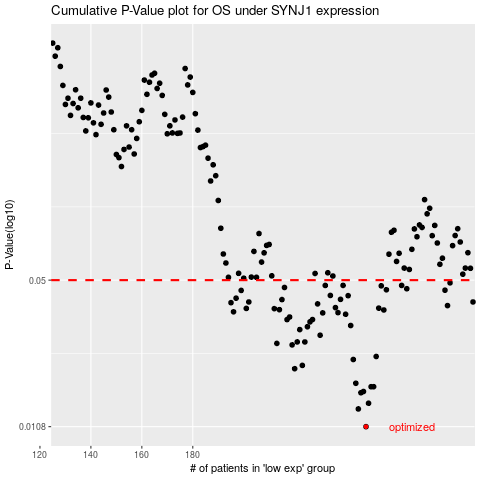 Cumulative P-Value plot for OS under SYNJ1 expression
P-Value(log10)
0.05
0.0108
optimized
120 140 160 180
# of patients in 'low exp' group